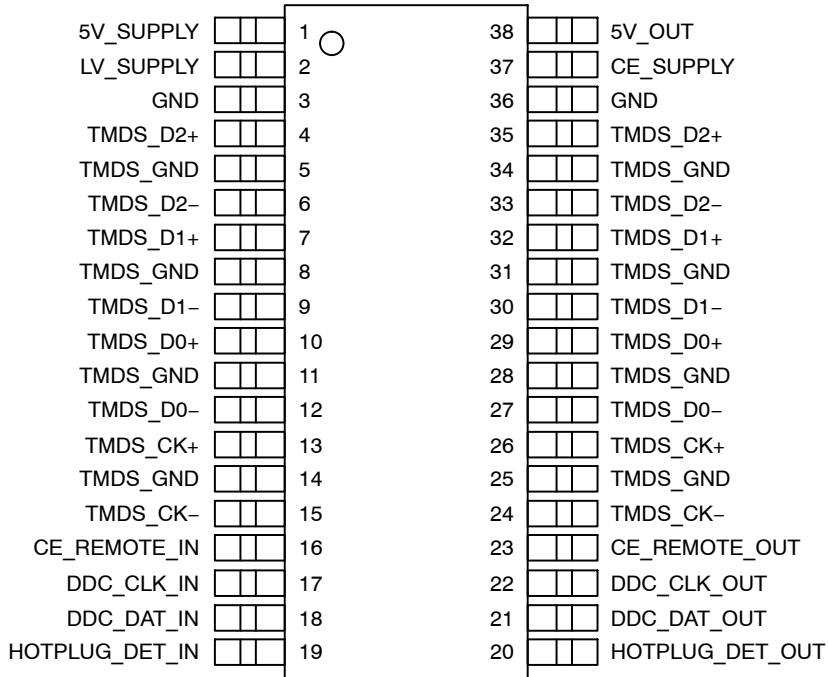 5V_SUPPLY 1 38 5V_OUT
LV_SUPPLY 2 37 CE_SUPPLY
GND 3 36 GND
TMDS_D2+ 4 35 TMDS_D2+
TMDS_GND 5 34 TMDS_GND
TMDS_D2− 6 33 TMDS_D2−
TMDS_D1+ 7 32 TMDS_D1+
TMDS_GND 8 31 TMDS_GND
TMDS_D1− 9 30 TMDS_D1−
TMDS_D0+ 10 29 TMDS_D0+
TMDS_GND 11 28 TMDS_GND
TMDS_D0− 12 27 TMDS_D0−
TMDS_CK+ 13 26 TMDS_CK+
TMDS_GND 14 25 TMDS_GND
TMDS_CK− 15 24 TMDS_CK−
CE_REMOTE_IN 16 23 CE_REMOTE_OUT
DDC_CLK_IN 17 22 DDC_CLK_OUT
DDC_DAT_IN 18 21 DDC_DAT_OUT
HOTPLUG_DET_IN 19 20 HOTPLUG_DET_OUT